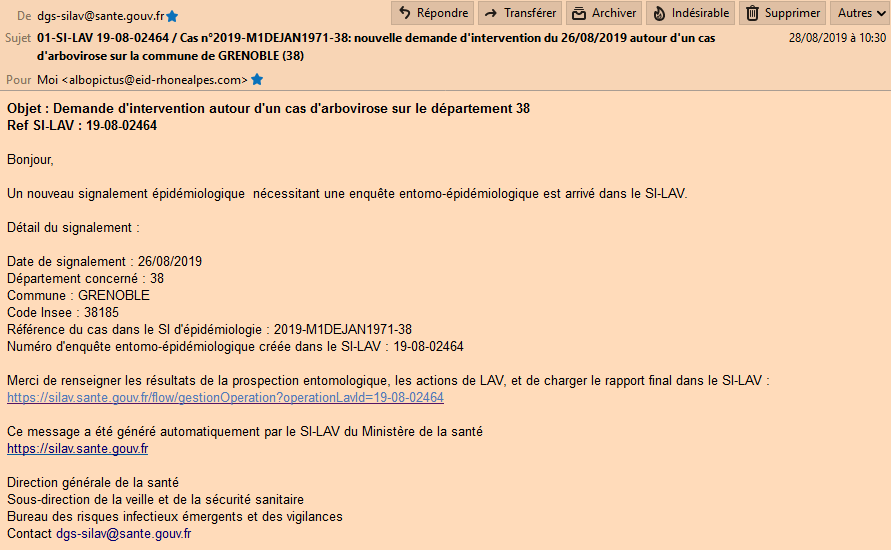 De dgs-silav@sante.gouv.fr
Répondre Transférer Archiver Indésirable Supprimer Autres
Sujet 01-SI-LAV 19-08-02464 / Cas n°2019-M1DEJAN1971-38: nouvelle demande d'intervention du 26/08/2019 autour d'un cas 28/08/2019 à 10:30
d'arbovirose sur la commune de GRENOBLE (38)
Pour Moi <albopictus@eid-rhonealpes.com>
Objet : Demande d'intervention autour d'un cas d'arbovirose sur le département 38
Ref SI-LAV : 19-08-02464
Bonjour,
Un nouveau signalement épidémiologique  nécessitant une enquête entomo-épidémiologique est arrivé dans le SI-LAV.
Détail du signalement :
Date de signalement : 26/08/2019
Département concerné : 38
Commune : GRENOBLE
Code Insee : 38185
Référence du cas dans le SI d'épidémiologie : 2019-M1DEJAN1971-38
Numéro d'enquête entomo-épidémiologique créée dans le SI-LAV : 19-08-02464
Merci de renseigner les résultats de la prospection entomologique, les actions de LAV, et de charger le rapport final dans le SI-LAV :
https://silav.sante.gouv.fr/flow/gestionOperation?operationLavId=19-08-02464
Ce message a été généré automatiquement par le SI-LAV du Ministère de la santé
https://silav.sante.gouv.fr
Direction générale de la santé
Sous-direction de la veille et de la sécurité sanitaire
Bureau des risques infectieux émergents et des vigilances
Contact dgs-silav@sante.gouv.fr